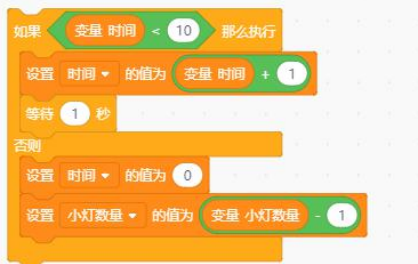 如果 变量 时间 < 10 那么执行
设置 时间 的值为 变量 时间 + 1
等待 1 秒
否则
设置 时间 的值为 0
设置 小灯数量 的值为 变量 小灯数量 - 1